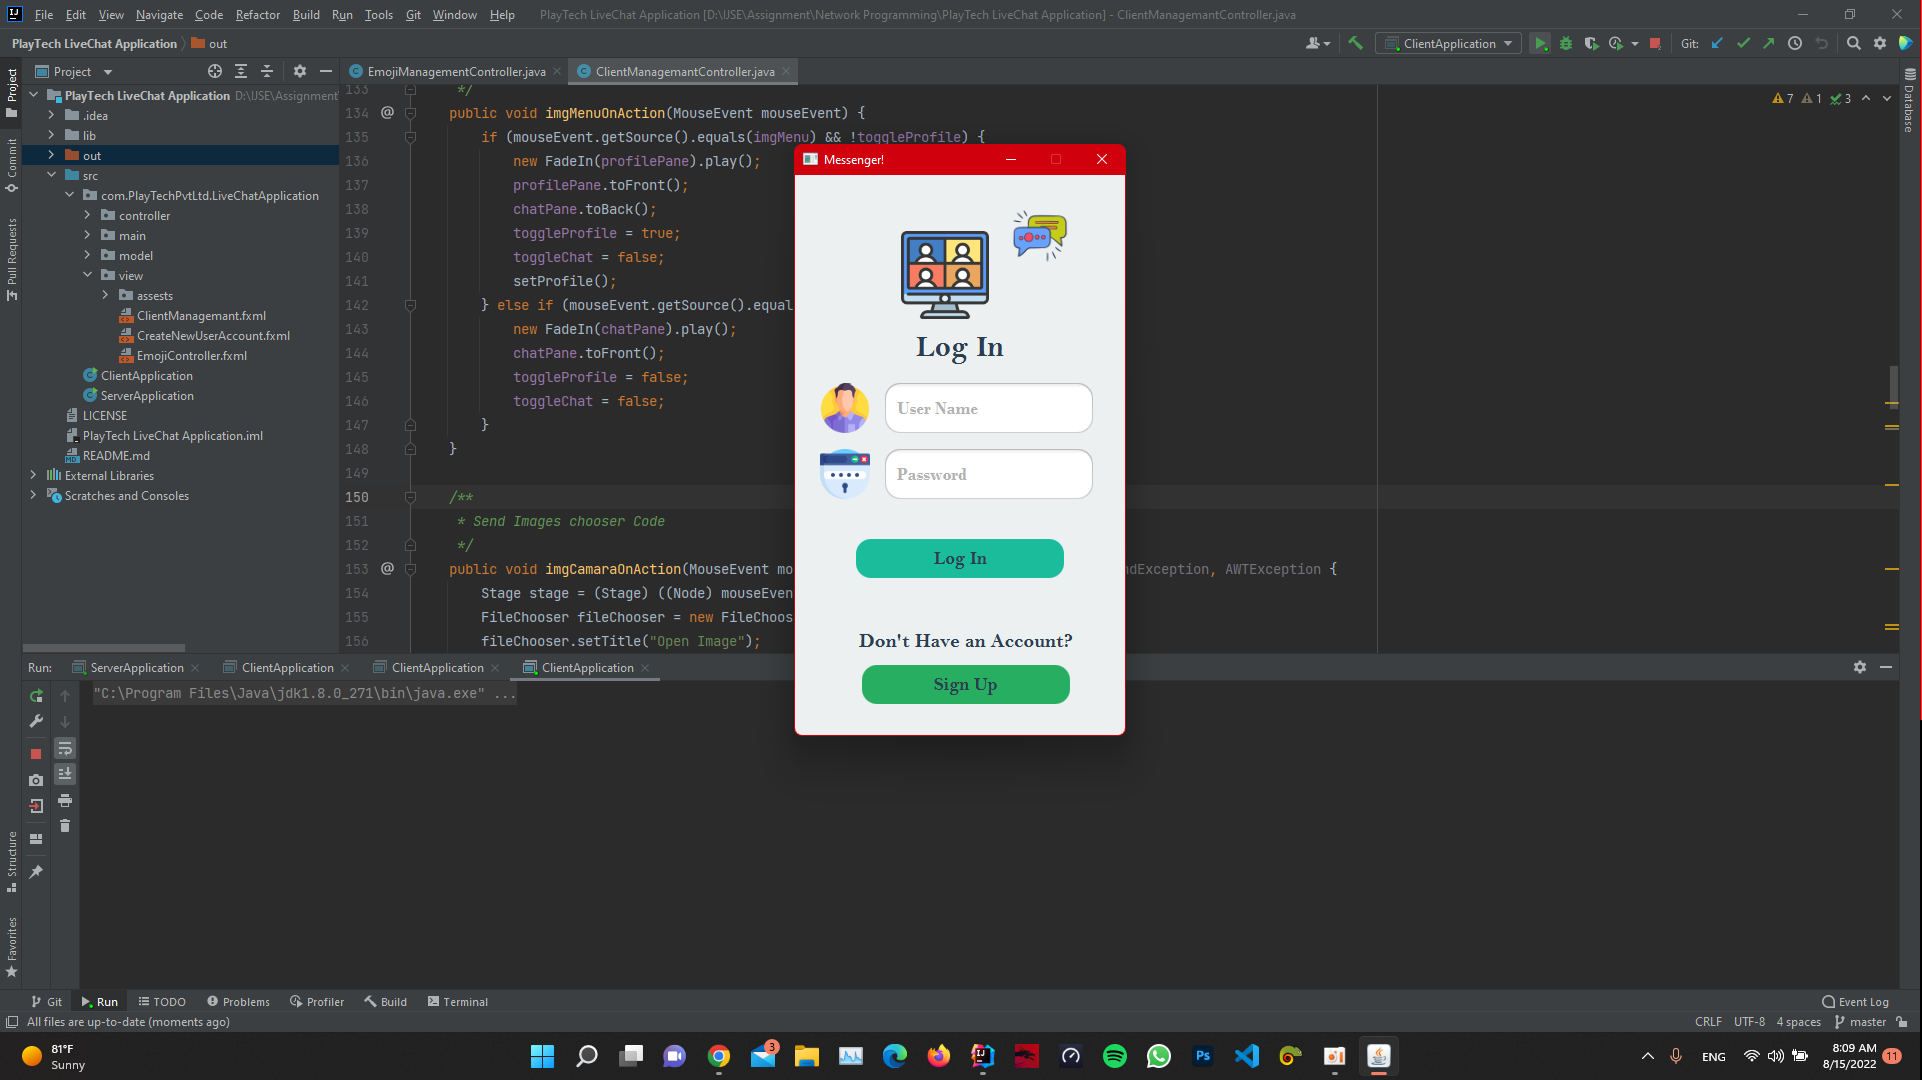 File Edit View Navigate Code Refactor Build Run Tools Git Window Help PlayTech LiveChat Application [D:\IJSE\Assignment\Network Programming\PlayTech LiveChat Application] - ClientManagemantController.java
PlayTech LiveChat Application out
ClientApplication Git:
Project EmojiManagementController.java ClientManagemantController.java
Project
Commit
Pull Requests
Structure
Favorites
Database
PlayTech LiveChat Application D:\IJSE\Assignment
.idea
lib
out
src
com.PlayTechPvtLtd.LiveChatApplication
controller
main
model
view
assests
ClientManagemant.fxml
CreateNewUserAccount.fxml
EmojiController.fxml
ClientApplication
ServerApplication
LICENSE
PlayTech LiveChat Application.iml
README.md
External Libraries
Scratches and Consoles
7 1 3
133 */
134 @ public void imgMenuOnAction(MouseEvent mouseEvent) {
135 if (mouseEvent.getSource().equals(imgMenu) && !toggleProfile) {
136 new FadeIn(profilePane).play();
137 profilePane.toFront();
138 chatPane.toBack();
139 toggleProfile = true;
140 toggleChat = false;
141 setProfile();
142 } else if (mouseEvent.getSource().equal
143 new FadeIn(chatPane).play();
144 chatPane.toFront();
145 toggleProfile = false;
146 toggleChat = false;
147 }
148 }
149
150 /**
151 * Send Images chooser Code
152 */
153 @ public void imgCamaraOnAction(MouseEvent mo ndException, AWTException {
154 Stage stage = (Stage) ((Node) mouseEven
155 FileChooser fileChooser = new FileChoos
156 fileChooser.setTitle("Open Image");
Messenger!
Log In
User Name
Password
Log In
Don't Have an Account?
Sign Up
Run: ServerApplication ClientApplication ClientApplication ClientApplication
"C:\Program Files\Java\jdk1.8.0_271\bin\java.exe" ...
Git Run TODO Problems Profiler Build Terminal Event Log
All files are up-to-date (moments ago) CRLF UTF-8 4 spaces master
81°F
Sunny
3
Ps
ENG
8:09 AM
8/15/2022
11